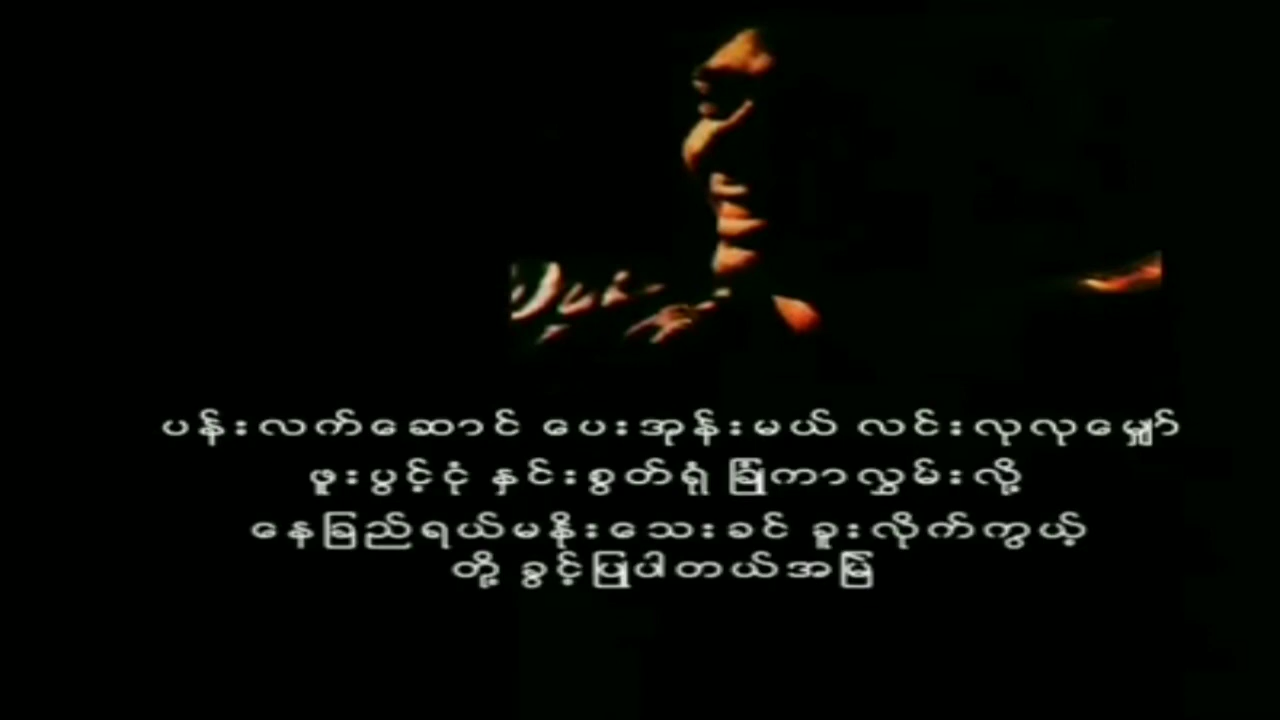 ပန်းလက်ဆောင် ပေးအုန်းမယ် လင်းလုလုမျှော်
ဖူးပွင့်ငုံ နှင်းစွတ်ရုံ ခြုံကာလွှမ်းလို့
နေခြည်ရယ်မနိုးသေးခင် ခူးလိုက်ကွယ့်
တို့ ခွင့်ပြုပါတယ်အမြဲ